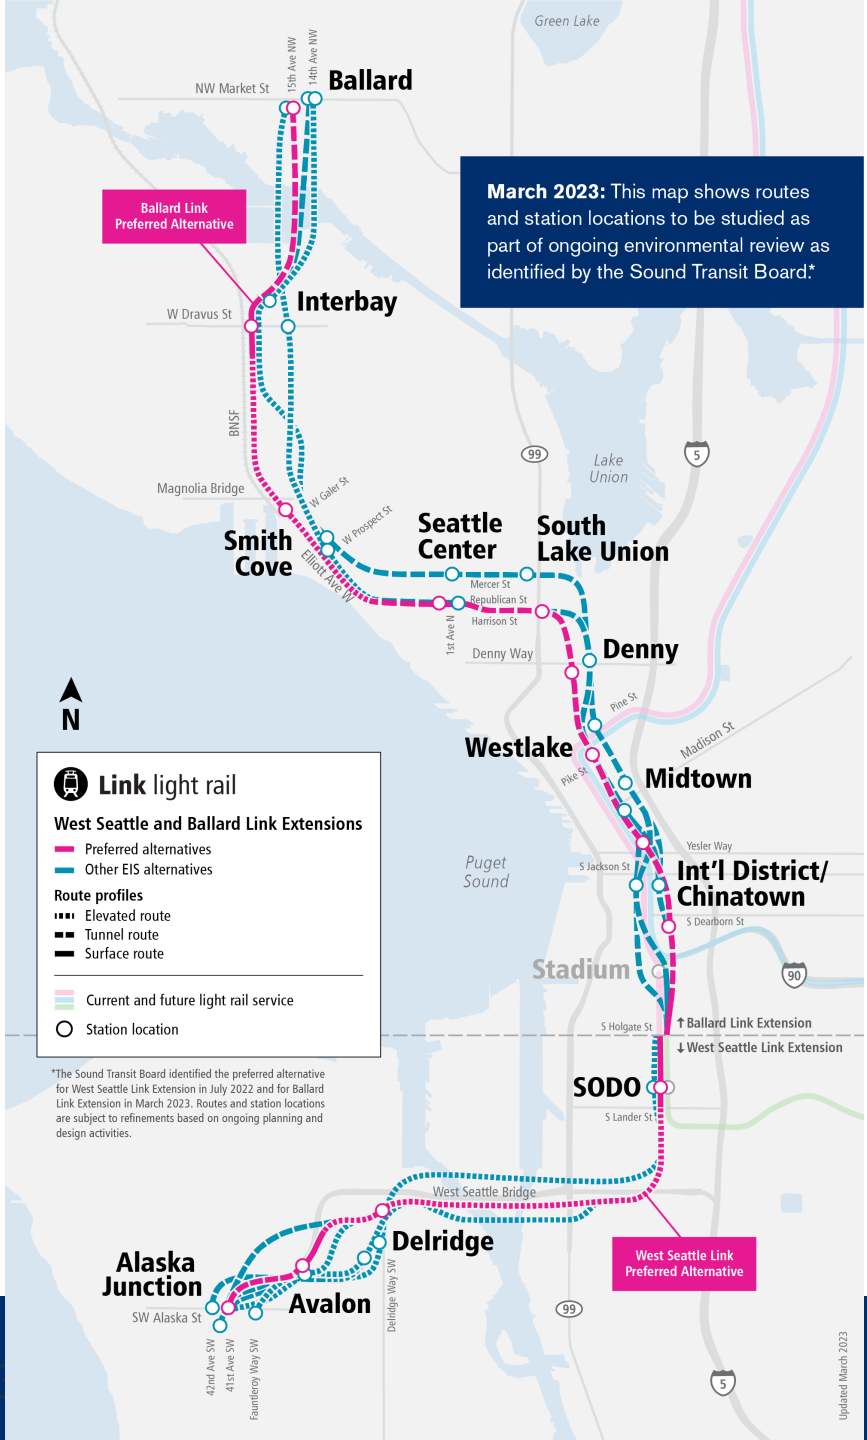 Green Lake
15th Ave NW
14th Ave NW
Ballard
NW Market St
March 2023: This map shows routes
and station locations to be studied as
part of ongoing environmental review as
identified by the Sound Transit Board.*
Ballard Link
Preferred Alternative
Interbay
W Dravus St
BNSF
99
5
Lake
Union
Magnolia Bridge
W Galer St
W Prospect St
Smith
Cove
Elliott Ave W
Seattle
Center
South
Lake Union
Mercer St
Republican St
Harrison St
1st Ave N
Denny Way
Denny
N
Pine St
Madison St
Westlake
Pike St
Midtown
Link light rail
West Seattle and Ballard Link Extensions
Preferred alternatives
Other EIS alternatives
Route profiles
Elevated route
Tunnel route
Surface route
Current and future light rail service
Station location
Puget
Sound
Yesler Way
S Jackson St
Int'l District/
Chinatown
S Dearborn St
Stadium
90
S Holgate St
Ballard Link Extension
West Seattle Link Extension
*The Sound Transit Board identified the preferred alternative
for West Seattle Link Extension in July 2022 and for Ballard
Link Extension in March 2023. Routes and station locations
are subject to refinements based on ongoing planning and
design activities.
SODO
S Lander St
West Seattle Bridge
Delridge
West Seattle Link
Preferred Alternative
Alaska
Junction
Avalon
SW Alaska St
Delridge Way SW
99
42nd Ave SW
41st Ave SW
Fauntleroy Way SW
5
Updated March 2023